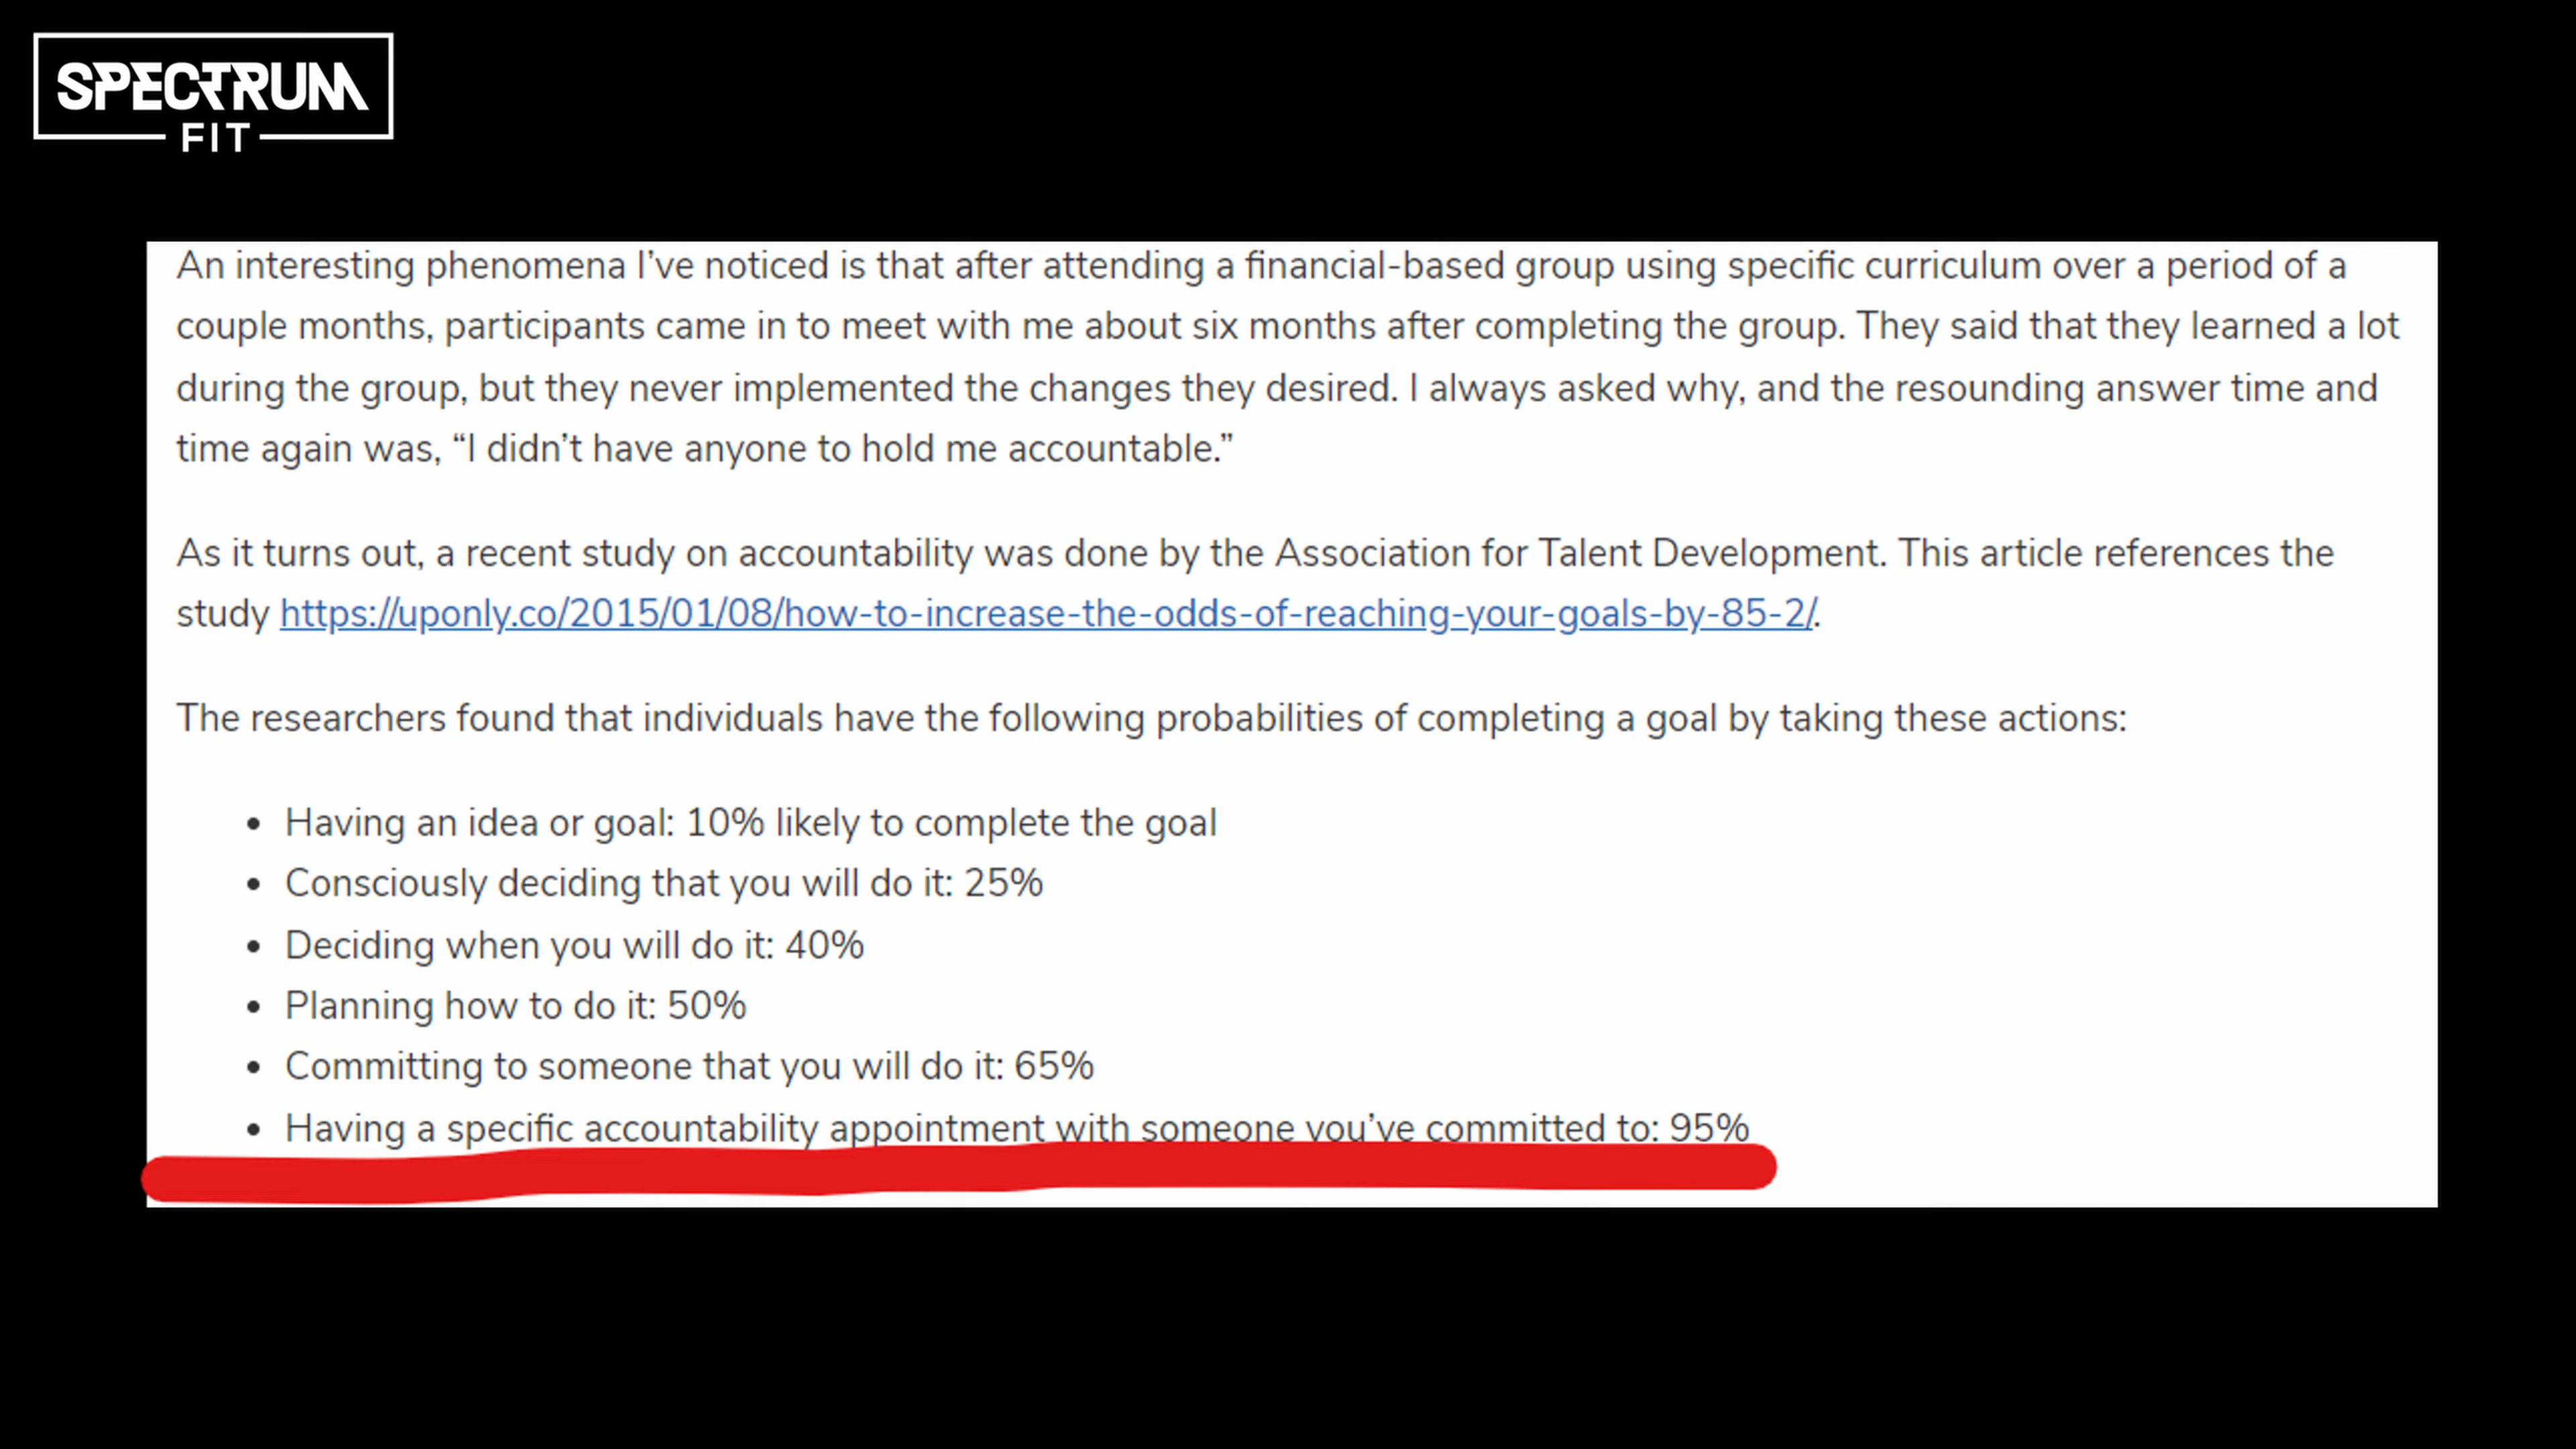 SPECTRUM
FIT
An interesting phenomena I’ve noticed is that after attending a financial-based group using specific curriculum over a period of a
couple months, participants came in to meet with me about six months after completing the group. They said that they learned a lot
during the group, but they never implemented the changes they desired. I always asked why, and the resounding answer time and
time again was, “I didn’t have anyone to hold me accountable.”
As it turns out, a recent study on accountability was done by the Association for Talent Development. This article references the
study https://uponly.co/2015/01/08/how-to-increase-the-odds-of-reaching-your-goals-by-85-2/.
The researchers found that individuals have the following probabilities of completing a goal by taking these actions:
• Having an idea or goal: 10% likely to complete the goal
• Consciously deciding that you will do it: 25%
• Deciding when you will do it: 40%
• Planning how to do it: 50%
• Committing to someone that you will do it: 65%
• Having a specific accountability appointment with someone you’ve committed to: 95%